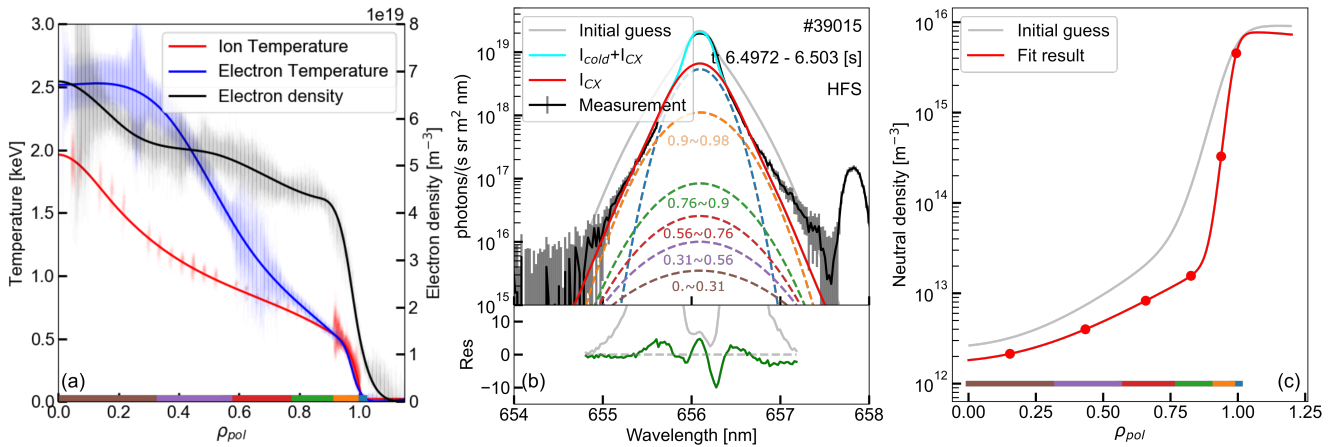 1e19
3.0
2.5
2.0
1.5
1.0
0.5
0.0
Temperature [keV]
Ion Temperature
Electron Temperature
Electron density
8
7
6
5
4
3
2
1
0
Electron density [m⁻³]
(a)
0.0 0.2 0.4 0.6 0.8 1.0
ρpol
10¹⁹
10¹⁸
10¹⁷
10¹⁶
10¹⁵
photons/(s sr m² nm)
Initial guess
Icold+ICX
ICX
Measurement
#39015
t: 6.4972 - 6.503 [s]
HFS
0.9~0.98
0.76~0.9
0.56~0.76
0.31~0.56
0.~0.31
10
0
−10
Res
(b)
654 655 656 657 658
Wavelength [nm]
10¹⁶
10¹⁵
10¹⁴
10¹³
10¹²
Neutral density [m⁻³]
Initial guess
Fit result
(c)
0.00 0.25 0.50 0.75 1.00 1.25
ρpol